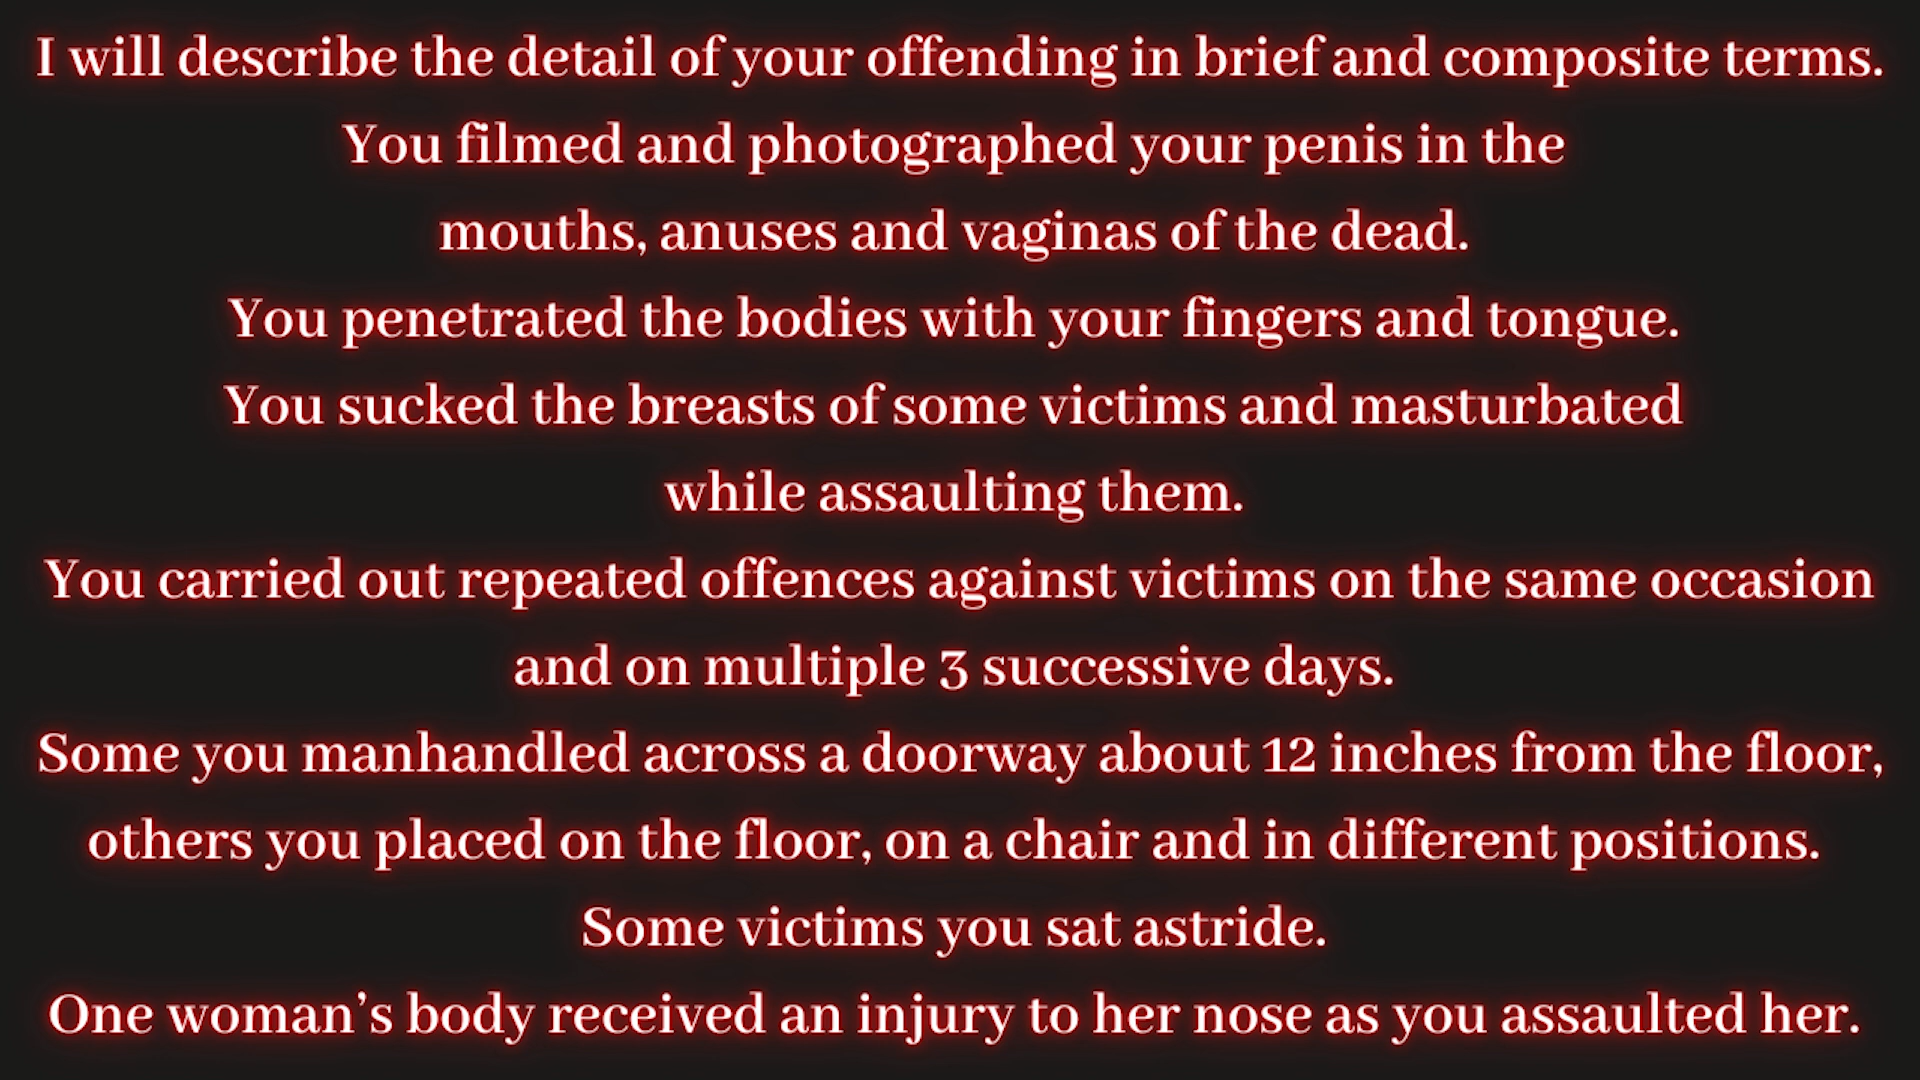 I will describe the detail of your offending in brief and composite terms.
You filmed and photographed your penis in the
mouths, anuses and vaginas of the dead.
You penetrated the bodies with your fingers and tongue.
You sucked the breasts of some victims and masturbated
while assaulting them.
You carried out repeated offences against victims on the same occasion
and on multiple 3 successive days.
Some you manhandled across a doorway about 12 inches from the floor,
others you placed on the floor, on a chair and in different positions.
Some victims you sat astride.
One woman’s body received an injury to her nose as you assaulted her.